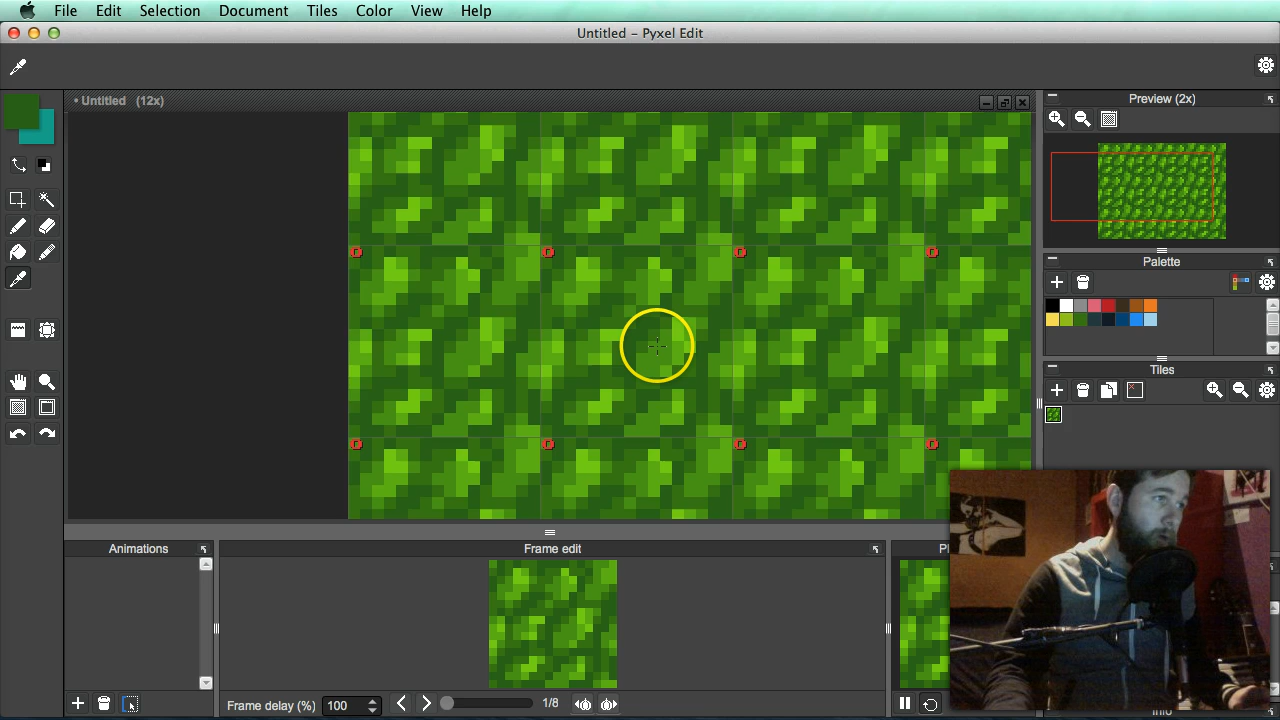 File Edit Selection Document Tiles Color View Help
Untitled – Pyxel Edit
• Untitled (12x)
Preview (2x)
Palette
Tiles
Animations
Frame edit
Frame delay (%) 100
1/8